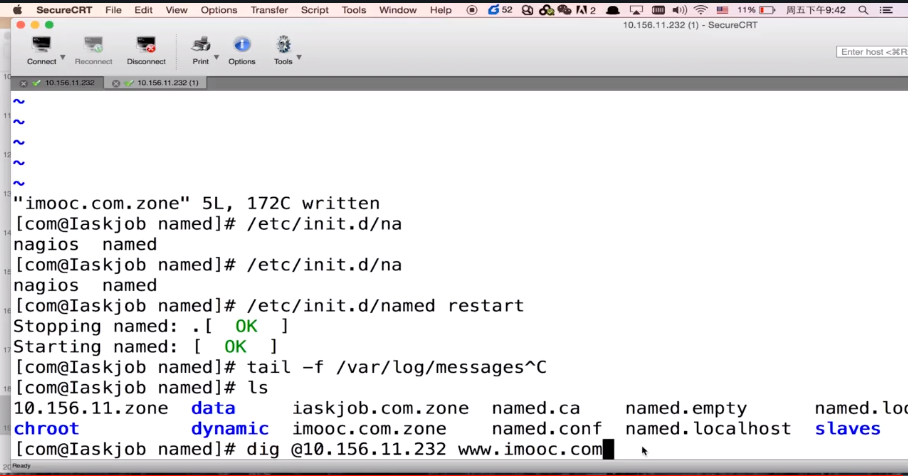 SecureCRT File Edit View Options Transfer Script Tools Window Help 52 2 11% 周五下午9:42
10.156.11.232 (1) - SecureCRT
Connect Reconnect Disconnect Print Options Tools
Enter host <⌘R
10.156.11.232 10.156.11.232 (1)
~
~
~
~
~
"imooc.com.zone" 5L, 172C written
[com@Iaskjob named]# /etc/init.d/na
nagios named
[com@Iaskjob named]# /etc/init.d/na
nagios named
[com@Iaskjob named]# /etc/init.d/named restart
Stopping named: .[ OK ]
Starting named: [ OK ]
[com@Iaskjob named]# tail -f /var/log/messages^C
[com@Iaskjob named]# ls
10.156.11.zone data iaskjob.com.zone named.ca named.empty named.loo
chroot dynamic imooc.com.zone named.conf named.localhost slaves
[com@Iaskjob named]# dig @10.156.11.232 www.imooc.com
Ready